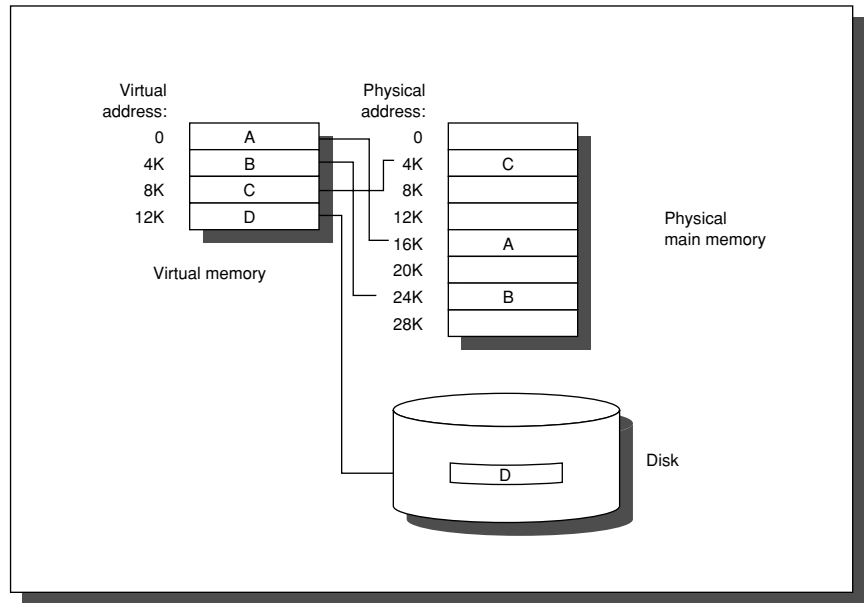 Virtual
address:
0
4K
8K
12K
A
B
C
D
Virtual memory
Physical
address:
0
4K
8K
12K
16K
20K
24K
28K
C
A
B
Physical
main memory
D
Disk